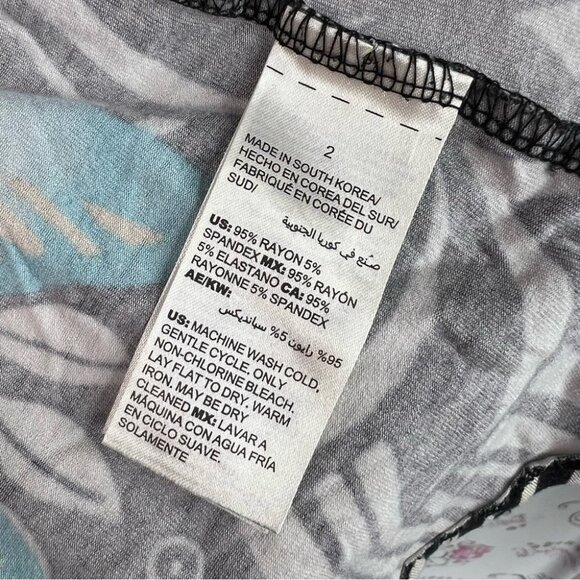 2
MADE IN SOUTH KOREA/
HECHO EN COREA DEL SUR/
FABRIQUÉ EN CORÉE DU
SUD/
صنع في كوريا الجنوبية
US: 95% RAYON 5%
SPANDEX MX: 95% RAYÓN
5% ELASTANO CA: 95%
RAYONNE 5% SPANDEX
AE/KW:
95% رايون 5% سباندیکس
US: MACHINE WASH COLD,
GENTLE CYCLE. ONLY
NON-CHLORINE BLEACH.
LAY FLAT TO DRY. WARM
IRON. MAY BE DRY
CLEANED MX: LAVAR A
MÁQUINA CON AGUA FRÍA
EN CICLO SUAVE.
SOLAMENTE